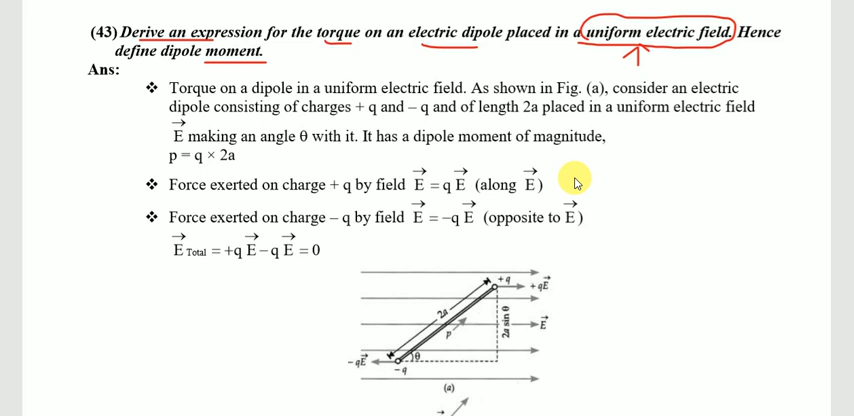 (43) Derive an expression for the torque on an electric dipole placed in a uniform electric field. Hence
define dipole moment.
Ans:
❖ Torque on a dipole in a uniform electric field. As shown in Fig. (a), consider an electric
dipole consisting of charges + q and – q and of length 2a placed in a uniform electric field
E⃗ making an angle θ with it. It has a dipole moment of magnitude,
p = q × 2a
❖ Force exerted on charge + q by field E⃗ = q E⃗ (along E⃗)
❖ Force exerted on charge – q by field E⃗ = –q E⃗ (opposite to E⃗)
E⃗ Total = +q E⃗ – q E⃗ = 0
+q
+ qE⃗
2a
2a sin θ
E⃗
p
θ
– qE⃗
– q
(a)